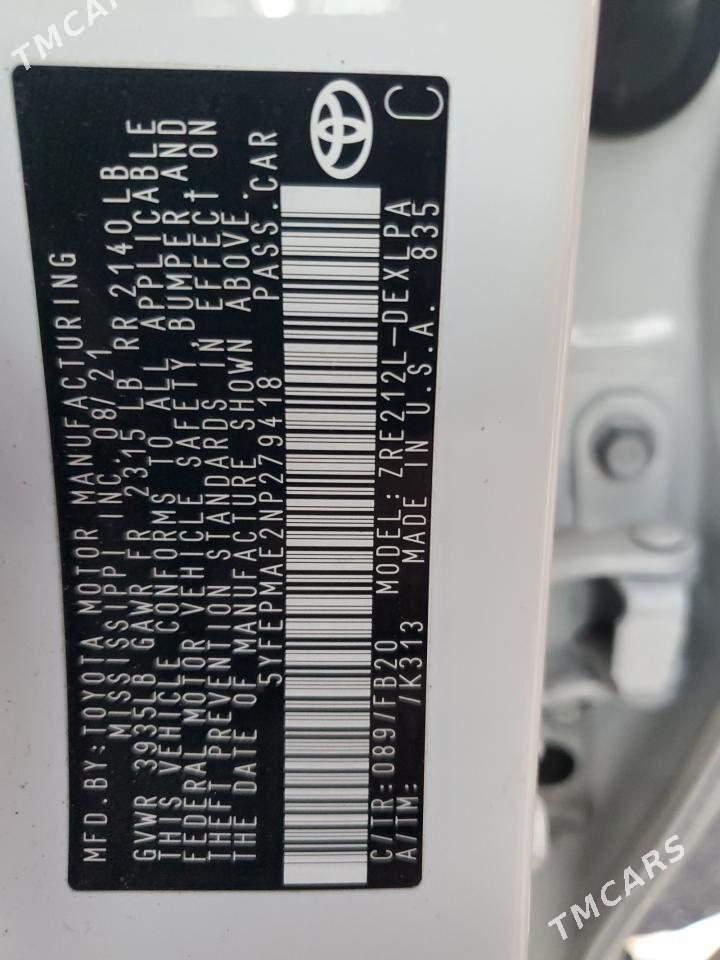 TMCARS
MFD.BY:TOYOTA MOTOR MANUFACTURING
MISSISSIPPI INC 08/21
GVWR 3935LB GAWR FR 2315 LB RR 2140LB
THIS VEHICLE CONFORMS TO ALL APPLICABLE
FEDERAL MOTOR VEHICLE SAFETY, BUMPER AND
THEFT PREVENTION STANDARDS IN EFFECT ON
THE DATE OF MANUFACTURE SHOWN ABOVE.
5YFEPMAE2NP279418 PASS.CAR
C/TR:089/FB20 MODEL:ZRE212L-DEXLPA
A/TM: /K313 MADE IN U.S.A. 835
C
TMCARS